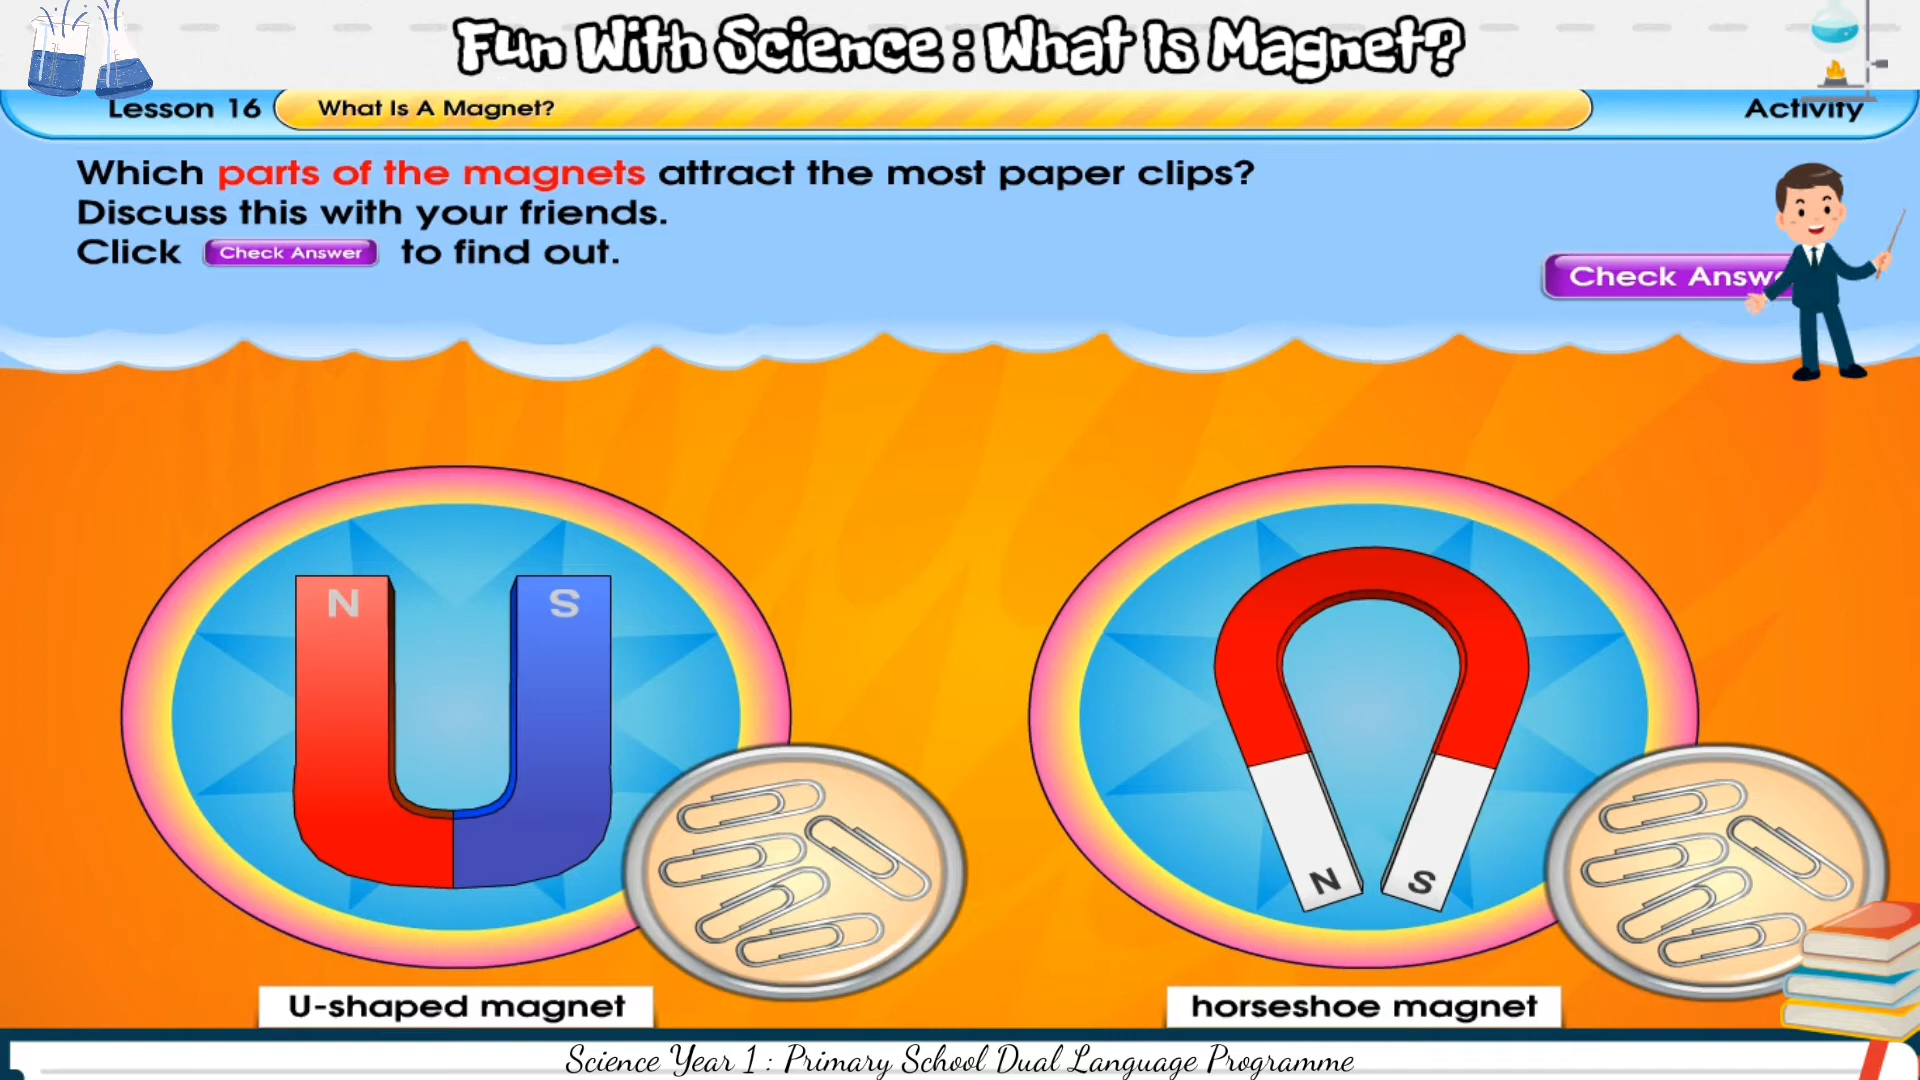 Fun With Science : What Is Magnet?
Lesson 16 What Is A Magnet? Activity
Which parts of the magnets attract the most paper clips?
Discuss this with your friends.
Click Check Answer to find out.
Check Answ
N S
N S
U-shaped magnet horseshoe magnet
Science Year 1 : Primary School Dual Language Programme